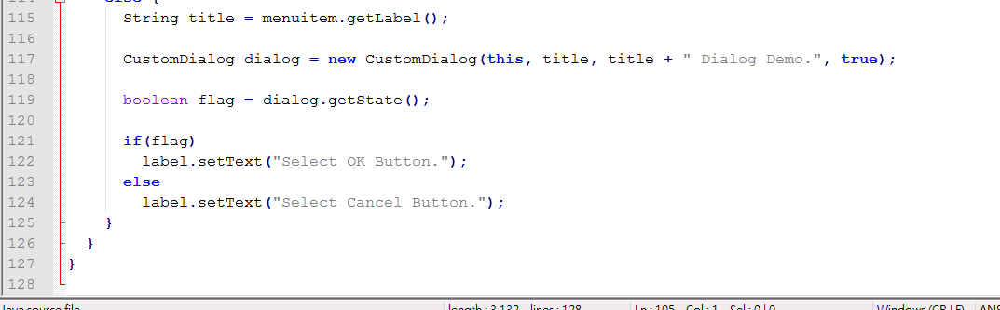 114 else {
115 String title = menuitem.getLabel();
116
117 CustomDialog dialog = new CustomDialog(this, title, title + " Dialog Demo.", true);
118
119 boolean flag = dialog.getState();
120
121 if(flag)
122 label.setText("Select OK Button.");
123 else
124 label.setText("Select Cancel Button.");
125 }
126 }
127 }
128
Java source file length : 3,132 lines : 128 Ln : 105 Col : 1 Sel : 0 | 0 Windows (CR LF) ANS